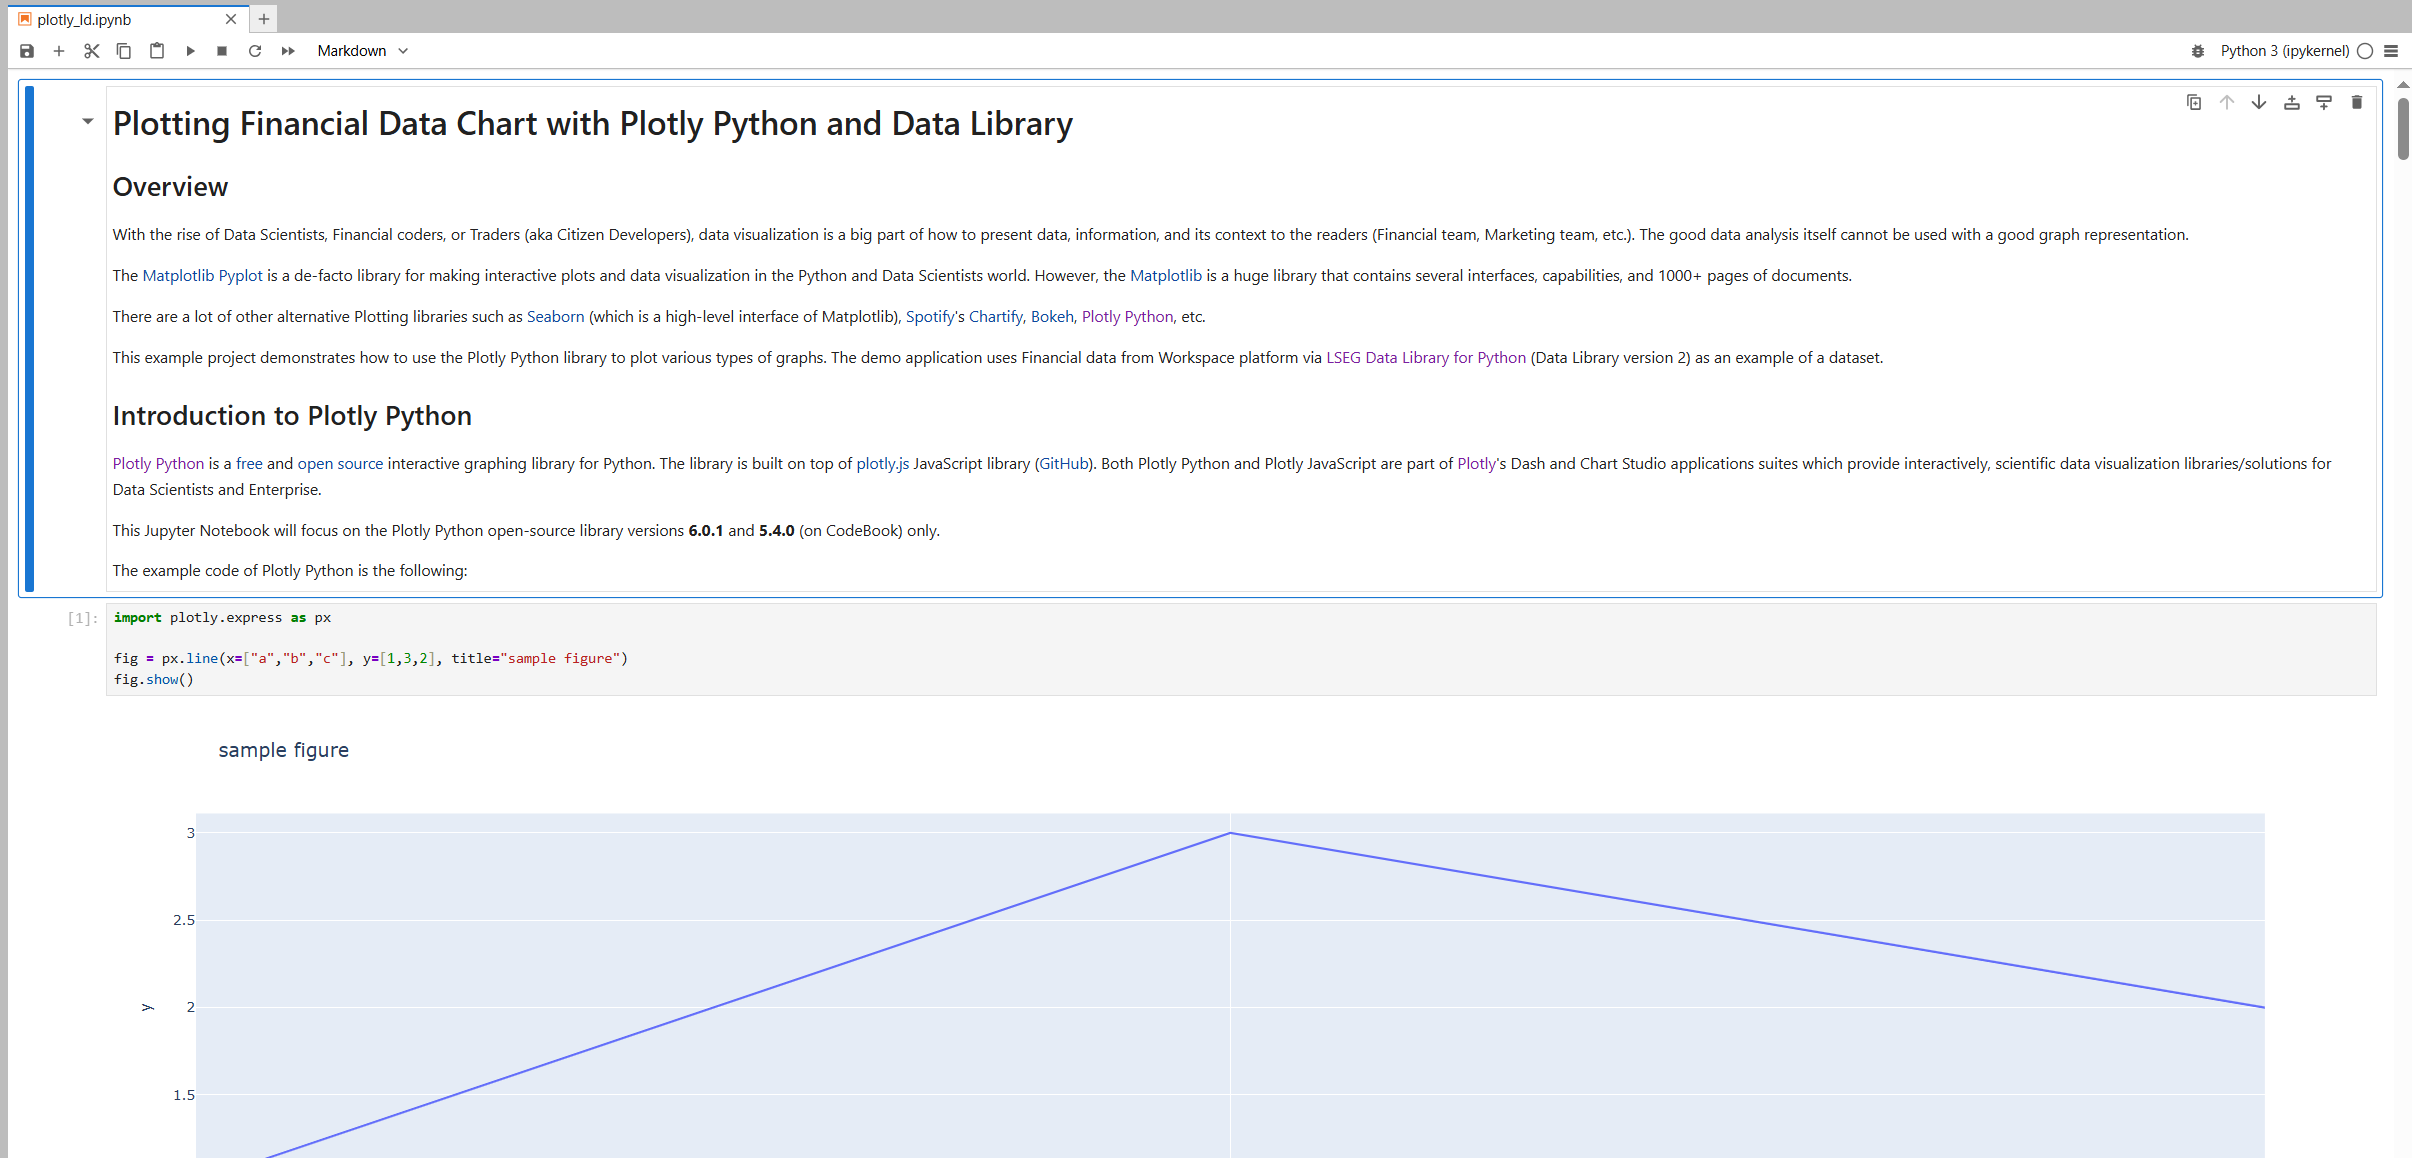 plotly_ld.ipynb
Markdown
Python 3 (ipykernel)
Plotting Financial Data Chart with Plotly Python and Data Library
Overview
With the rise of Data Scientists, Financial coders, or Traders (aka Citizen Developers), data visualization is a big part of how to present data, information, and its context to the readers (Financial team, Marketing team, etc.). The good data analysis itself cannot be used with a good graph representation.
The Matplotlib Pyplot is a de-facto library for making interactive plots and data visualization in the Python and Data Scientists world. However, the Matplotlib is a huge library that contains several interfaces, capabilities, and 1000+ pages of documents.
There are a lot of other alternative Plotting libraries such as Seaborn (which is a high-level interface of Matplotlib), Spotify's Chartify, Bokeh, Plotly Python, etc.
This example project demonstrates how to use the Plotly Python library to plot various types of graphs. The demo application uses Financial data from Workspace platform via LSEG Data Library for Python (Data Library version 2) as an example of a dataset.
Introduction to Plotly Python
Plotly Python is a free and open source interactive graphing library for Python. The library is built on top of plotly.js JavaScript library (GitHub). Both Plotly Python and Plotly JavaScript are part of Plotly's Dash and Chart Studio applications suites which provide interactively, scientific data visualization libraries/solutions for
Data Scientists and Enterprise.
This Jupyter Notebook will focus on the Plotly Python open-source library versions 6.0.1 and 5.4.0 (on CodeBook) only.
The example code of Plotly Python is the following:
[1]:
import plotly.express as px
fig = px.line(x=["a","b","c"], y=[1,3,2], title="sample figure")
fig.show()
sample figure
3
2.5
2
y
1.5